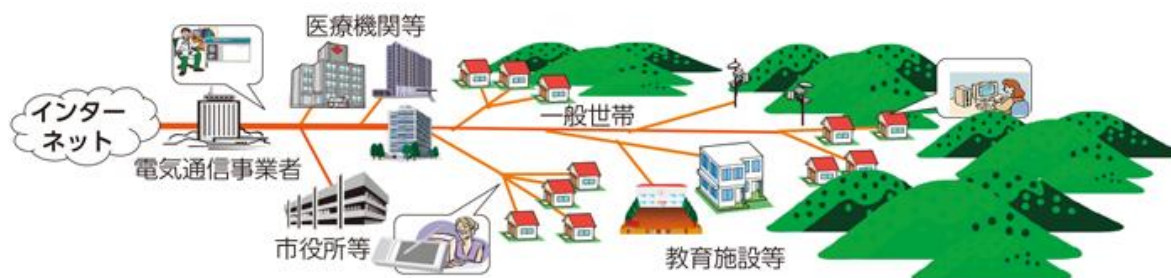 医療機関等
インター
ネット
一般世帯
電気通信事業者
市役所等
教育施設等